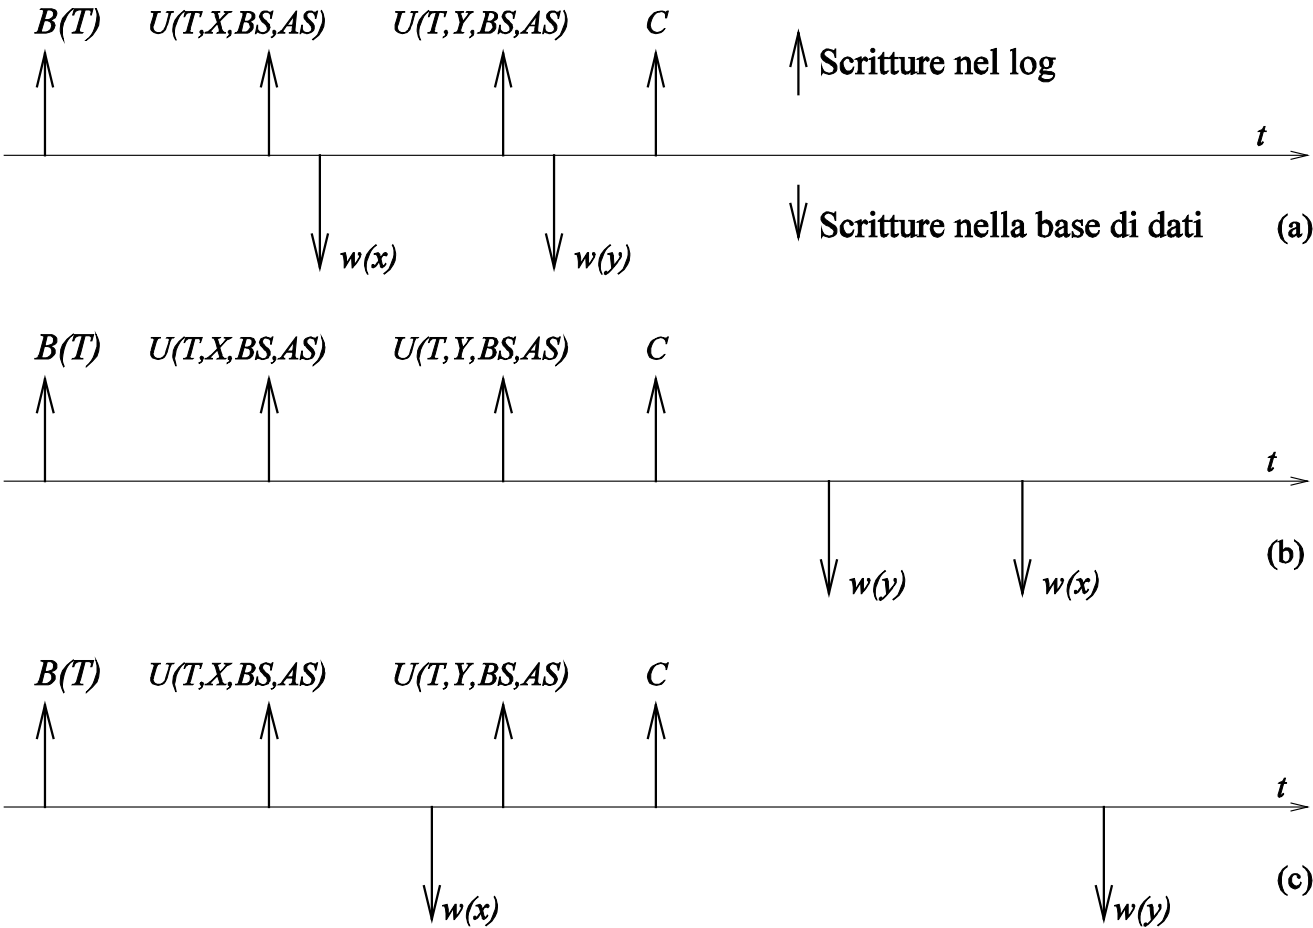 B(T) U(T,X,BS,AS) U(T,Y,BS,AS) C
Scritture nel log
t
Scritture nella base di dati (a)
w(x) w(y)
B(T) U(T,X,BS,AS) U(T,Y,BS,AS) C
t
(b)
w(y) w(x)
B(T) U(T,X,BS,AS) U(T,Y,BS,AS) C
t
(c)
w(x) w(y)